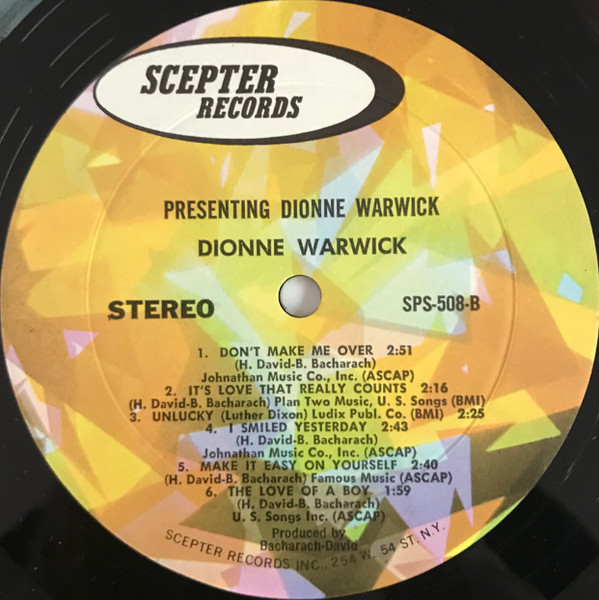 SCEPTER
RECORDS
PRESENTING DIONNE WARWICK
DIONNE WARWICK
STEREO SPS-508-B
1. DON'T MAKE ME OVER 2:51
(H. David-B. Bacharach)
Johnathan Music Co., Inc. (ASCAP)
2. IT'S LOVE THAT REALLY COUNTS 2:16
(H. David-B. Bacharach) Plan Two Music, U. S. Songs (BMI)
3. UNLUCKY (Luther Dixon) Ludix Publ. Co. (BMI) 2:25
4. I SMILED YESTERDAY 2:43
(H. David-B. Bacharach)
Johnathan Music Co., Inc. (ASCAP)
5. MAKE IT EASY ON YOURSELF 2:40
(H. David-B. Bacharach) Famous Music (ASCAP)
6. THE LOVE OF A BOY 1:59
(H. David-B. Bacharach)
U. S. Songs Inc. (ASCAP)
Produced by
Bacharach-David
SCEPTER RECORDS INC., 254 W. 54 ST. N.Y.